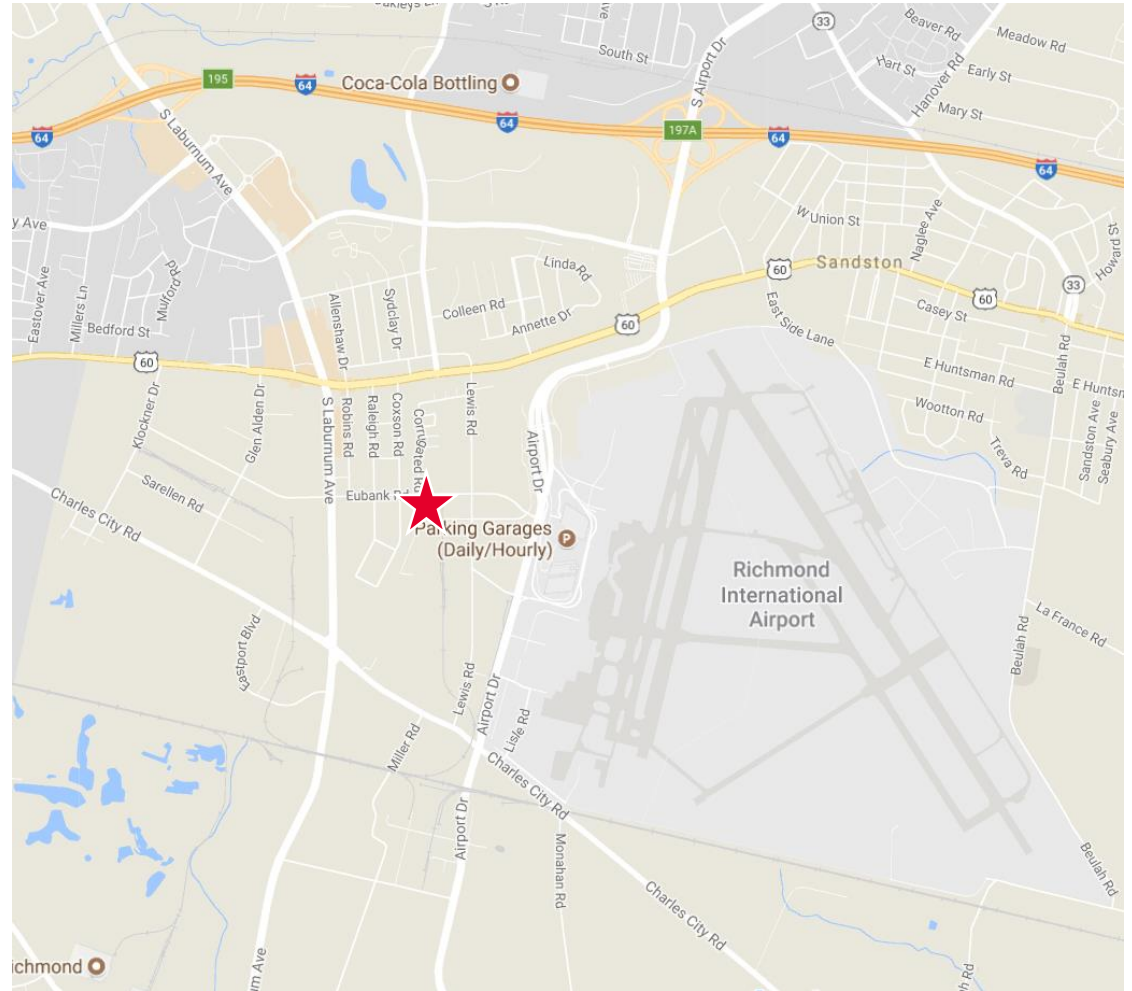 S Airport Dr
33
Beaver Rd
Meadow Rd
South St
Hart St
Early St
Hanover Rd
Mary St
195
64
Coca-Cola Bottling
64
64
197A
64
64
S Laburnum Ave
y Ave
W Union St
Naglee Ave
Howard St
Eastover Ave
Millers Ln
Mulford Rd
Bedford St
Linda Rd
60
Sandston
33
60
Allenshaw Dr
Sydclay Dr
Colleen Rd
Annette Dr
60
East Side Lane
Casey St
60
Klockner Dr
Glen Alden Dr
S Laburnum Ave
Robins Rd
Raleigh Rd
Coxson Rd
Corrugated Rd
Lewis Rd
Airport Dr
E Huntsman Rd
Beulah Rd
E Huntsm
Wootton Rd
Treva Rd
Sandston Ave
Seabury Ave
Sarellen Rd
Charles City Rd
Eubank
Parking Garages
(Daily/Hourly)
P
Richmond
International
Airport
La France Rd
Beulah Rd
Eastport Blvd
Lewis Rd
Airport Dr
Lisle Rd
Miller Rd
Charles City Rd
Airport Dr
Monahan Rd
Beulah Rd
Charles City Rd
ichmond
um Ave
h Rd